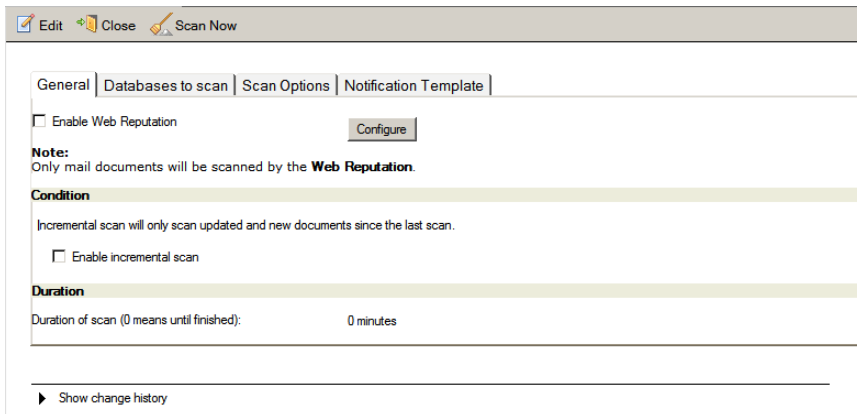 Edit Close Scan Now
General Databases to scan Scan Options Notification Template
Enable Web Reputation Configure
Note:
Only mail documents will be scanned by the Web Reputation.
Condition
Incremental scan will only scan updated and new documents since the last scan.
Enable incremental scan
Duration
Duration of scan (0 means until finished): 0 minutes
Show change history